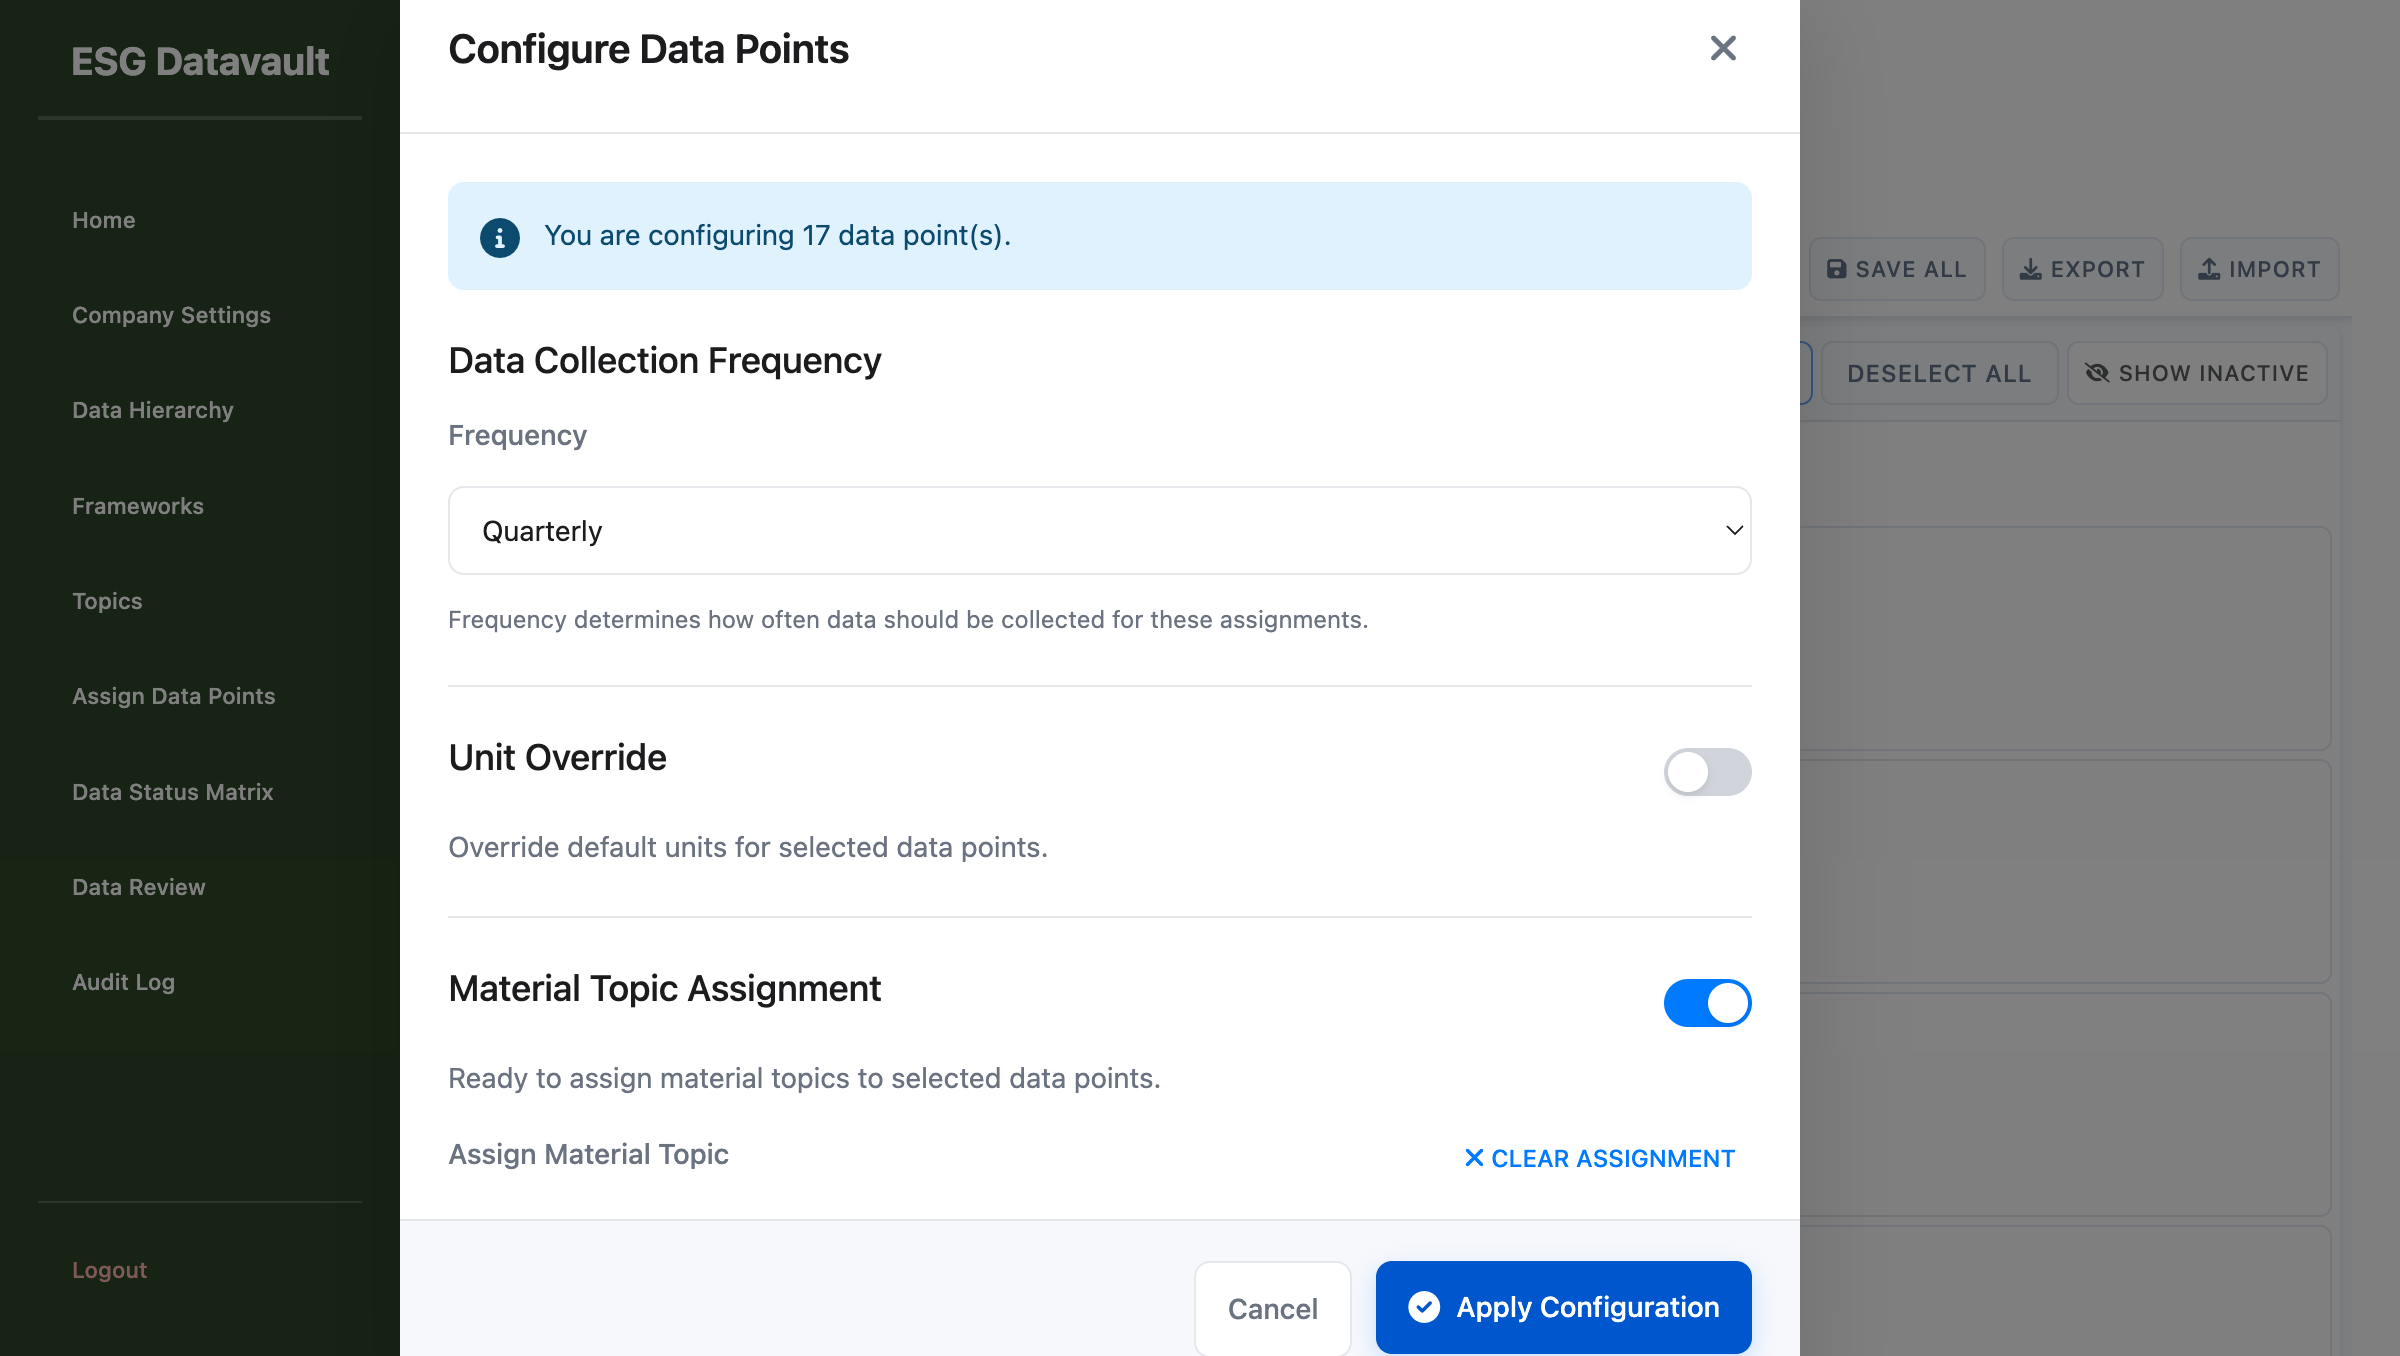 ESG Datavault
Home
Company Settings
Data Hierarchy
Frameworks
Topics
Assign Data Points
Data Status Matrix
Data Review
Audit Log
Logout
Configure Data Points
You are configuring 17 data point(s).
Data Collection Frequency
Frequency
Quarterly
Frequency determines how often data should be collected for these assignments.
Unit Override
Override default units for selected data points.
Material Topic Assignment
Ready to assign material topics to selected data points.
Assign Material Topic
CLEAR ASSIGNMENT
Cancel
Apply Configuration
SAVE ALL
EXPORT
IMPORT
DESELECT ALL
SHOW INACTIVE